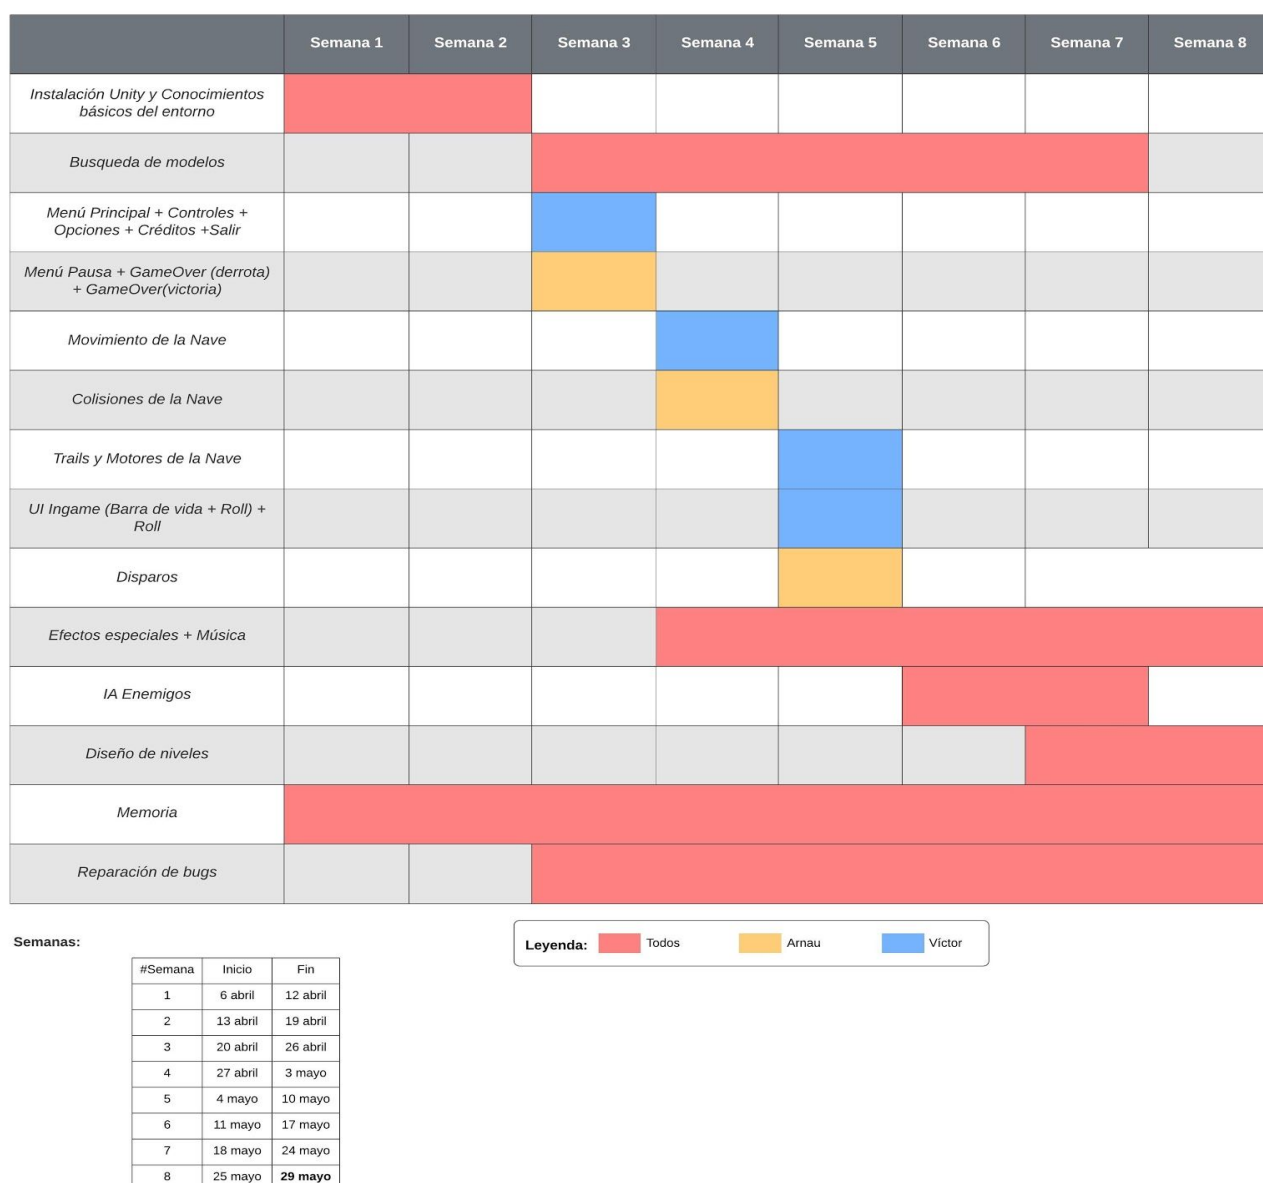 Semana 1 Semana 2 Semana 3 Semana 4 Semana 5 Semana 6 Semana 7 Semana 8
Instalación Unity y Conocimientos
básicos del entorno
Busqueda de modelos
Menú Principal + Controles +
Opciones + Créditos +Salir
Menú Pausa + GameOver (derrota)
+ GameOver(victoria)
Movimiento de la Nave
Colisiones de la Nave
Trails y Motores de la Nave
UI Ingame (Barra de vida + Roll) +
Roll
Disparos
Efectos especiales + Música
IA Enemigos
Diseño de niveles
Memoria
Reparación de bugs
Semanas:
Leyenda: Todos Arnau Víctor
#Semana Inicio Fin
1 6 abril 12 abril
2 13 abril 19 abril
3 20 abril 26 abril
4 27 abril 3 mayo
5 4 mayo 10 mayo
6 11 mayo 17 mayo
7 18 mayo 24 mayo
8 25 mayo 29 mayo